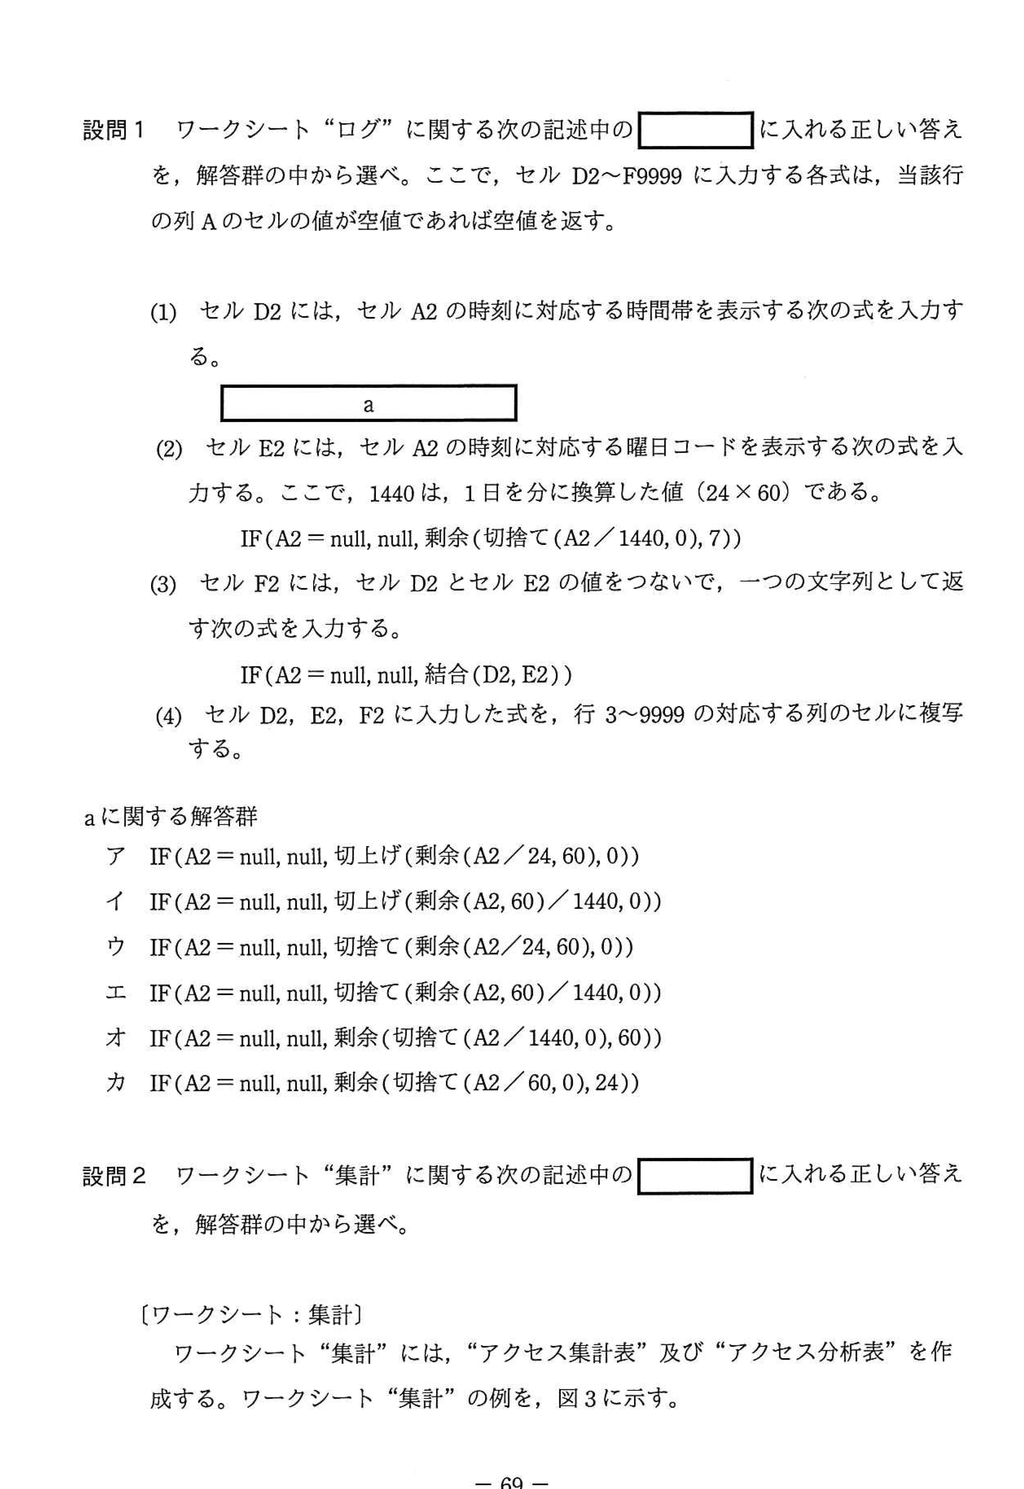 設問1 ワークシート“ログ”に関する次の記述中の に入れる正しい答え
を，解答群の中から選べ。ここで，セル D2～F9999 に入力する各式は，当該行
の列 A のセルの値が空値であれば空値を返す。
(1) セル D2 には，セル A2 の時刻に対応する時間帯を表示する次の式を入力す
る。
a
(2) セル E2 には，セル A2 の時刻に対応する曜日コードを表示する次の式を入
力する。ここで，1440 は，1 日を分に換算した値（24×60）である。
IF(A2＝null, null, 剰余(切捨て(A2／1440, 0), 7))
(3) セル F2 には，セル D2 とセル E2 の値をつないで，一つの文字列として返
す次の式を入力する。
IF(A2＝null, null, 結合(D2, E2))
(4) セル D2，E2，F2 に入力した式を，行 3～9999 の対応する列のセルに複写
する。
a に関する解答群
ア IF(A2＝null, null, 切上げ(剰余(A2／24, 60), 0))
イ IF(A2＝null, null, 切上げ(剰余(A2, 60)／1440, 0))
ウ IF(A2＝null, null, 切捨て(剰余(A2/24, 60), 0))
エ IF(A2＝null, null, 切捨て(剰余(A2, 60)／1440, 0))
オ IF(A2＝null, null, 剰余(切捨て(A2／1440, 0), 60))
カ IF(A2＝null, null, 剰余(切捨て(A2／60, 0), 24))
設問2 ワークシート“集計”に関する次の記述中の に入れる正しい答え
を，解答群の中から選べ。
〔ワークシート：集計〕
ワークシート“集計”には，“アクセス集計表”及び“アクセス分析表”を作
成する。ワークシート“集計”の例を，図 3 に示す。
－ 69 －